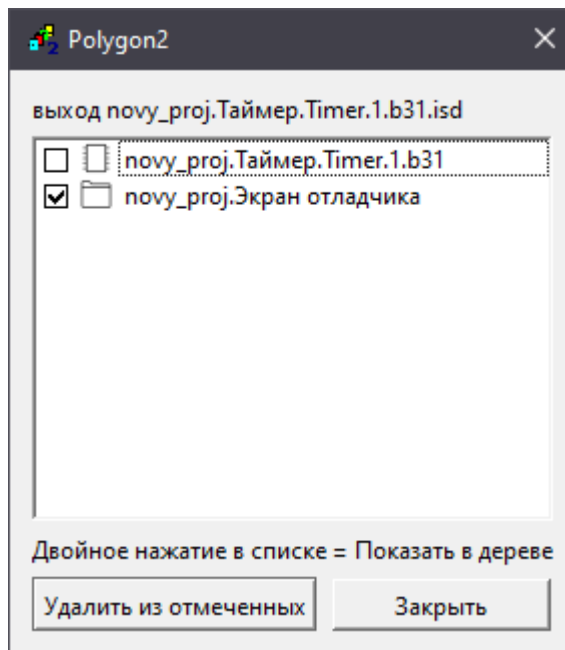 Polygon2
выход novy_proj.Таймер.Timer.1.b31.isd
novy_proj.Таймер.Timer.1.b31
novy_proj.Экран отладчика
Двойное нажатие в списке = Показать в дереве
Удалить из отмеченных Закрыть